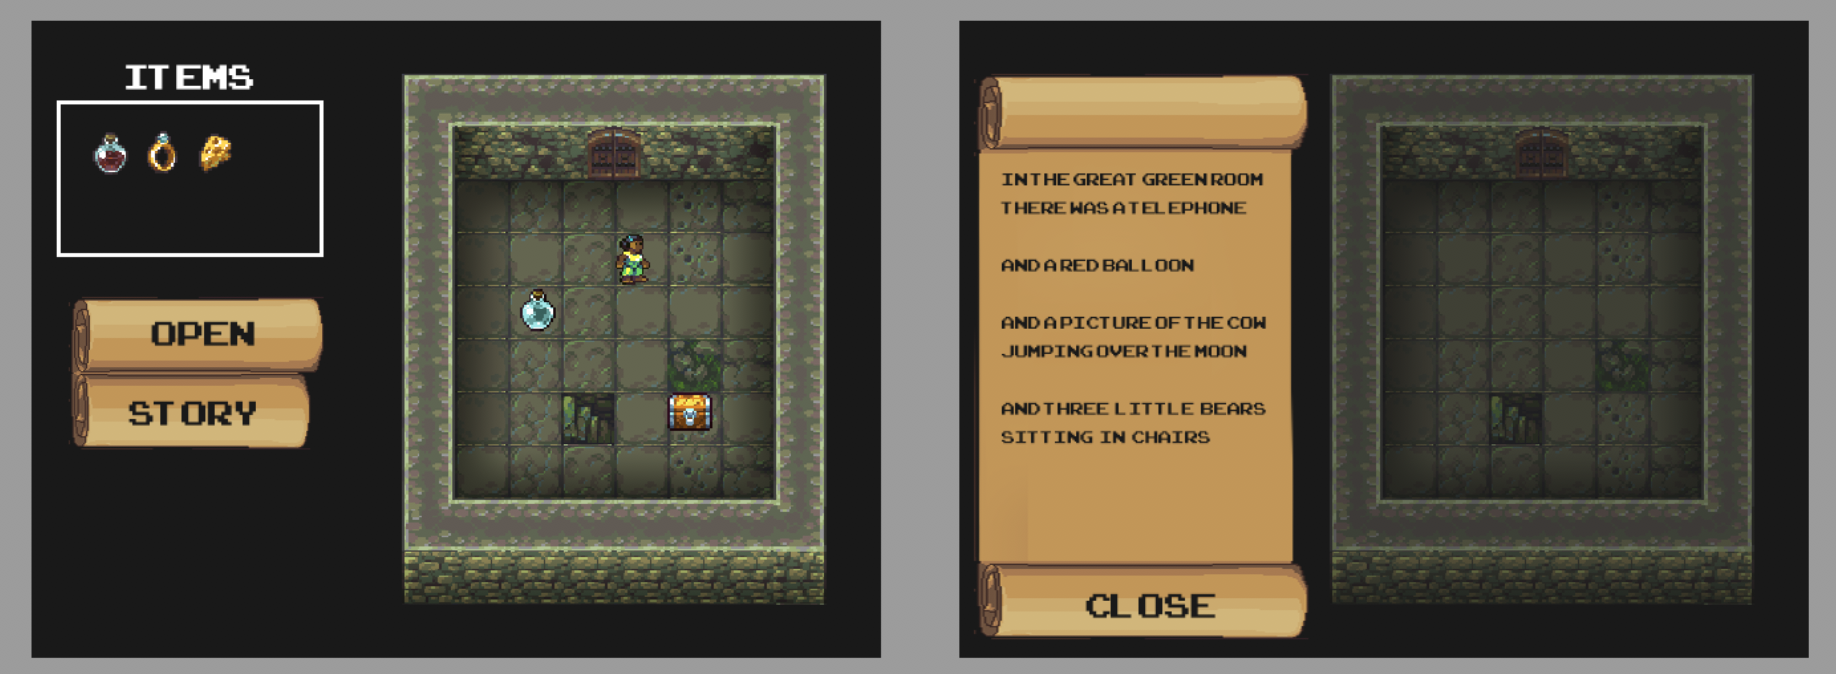 ITEMS
OPEN
STORY
IN THE GREAT GREEN ROOM
THERE WAS A TELEPHONE
AND A RED BALLOON
AND A PICTURE OF THE COW
JUMPING OVER THE MOON
AND THREE LITTLE BEARS
SITTING IN CHAIRS
CLOSE